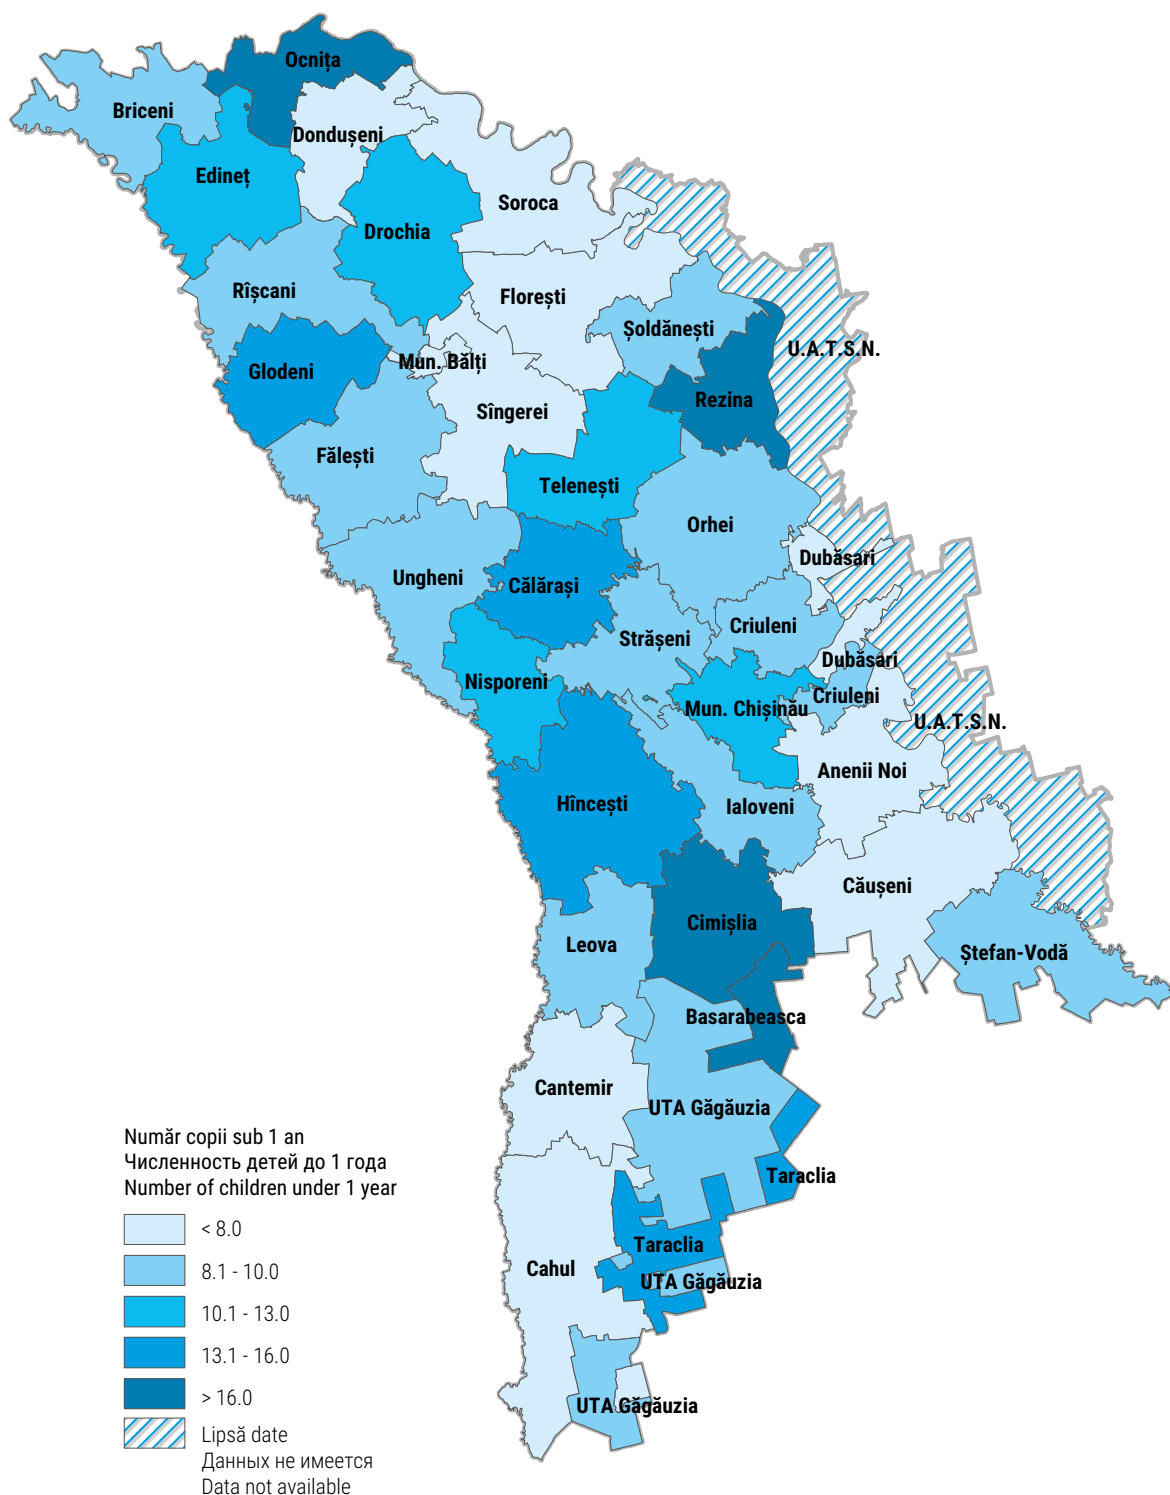 Ocnița
Briceni
Dondușeni
Edineț
Soroca
Drochia
Rîșcani
Florești
Șoldănești
U.A.T.S.N.
Mun. Bălți
Glodeni
Rezina
Sîngerei
Fălești
Telenești
Orhei
Dubăsari
Ungheni
Călărași
Criuleni
Strășeni
Dubăsari
Nisporeni
Criuleni
Mun. Chișinău
U.A.T.S.N.
Anenii Noi
Hîncești
Ialoveni
Căușeni
Cimișlia
Leova
Ștefan-Vodă
Basarabeasca
Cantemir
UTA Găgăuzia
Taraclia
Taraclia
Cahul
UTA Găgăuzia
UTA Găgăuzia
Număr copii sub 1 an
Численность детей до 1 года
Number of children under 1 year
< 8.0
8.1 - 10.0
10.1 - 13.0
13.1 - 16.0
> 16.0
Lipsă date
Данных не имеется
Data not available